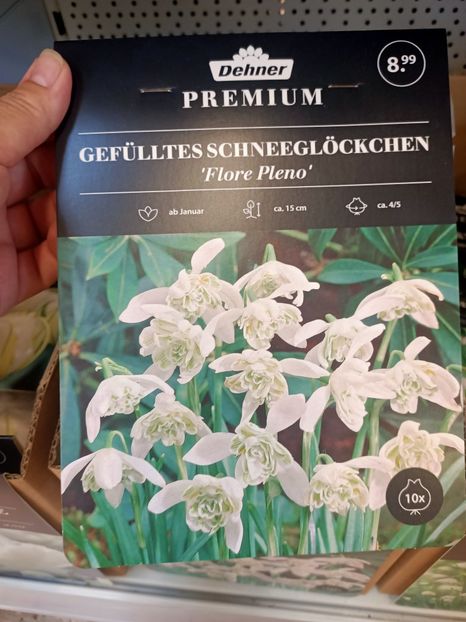 Dehner
8.99
PREMIUM
GEFÜLLTES SCHNEEGLÖCKCHEN
'Flore Pleno'
ab Januar
ca. 15 cm
ca. 4/5
10x